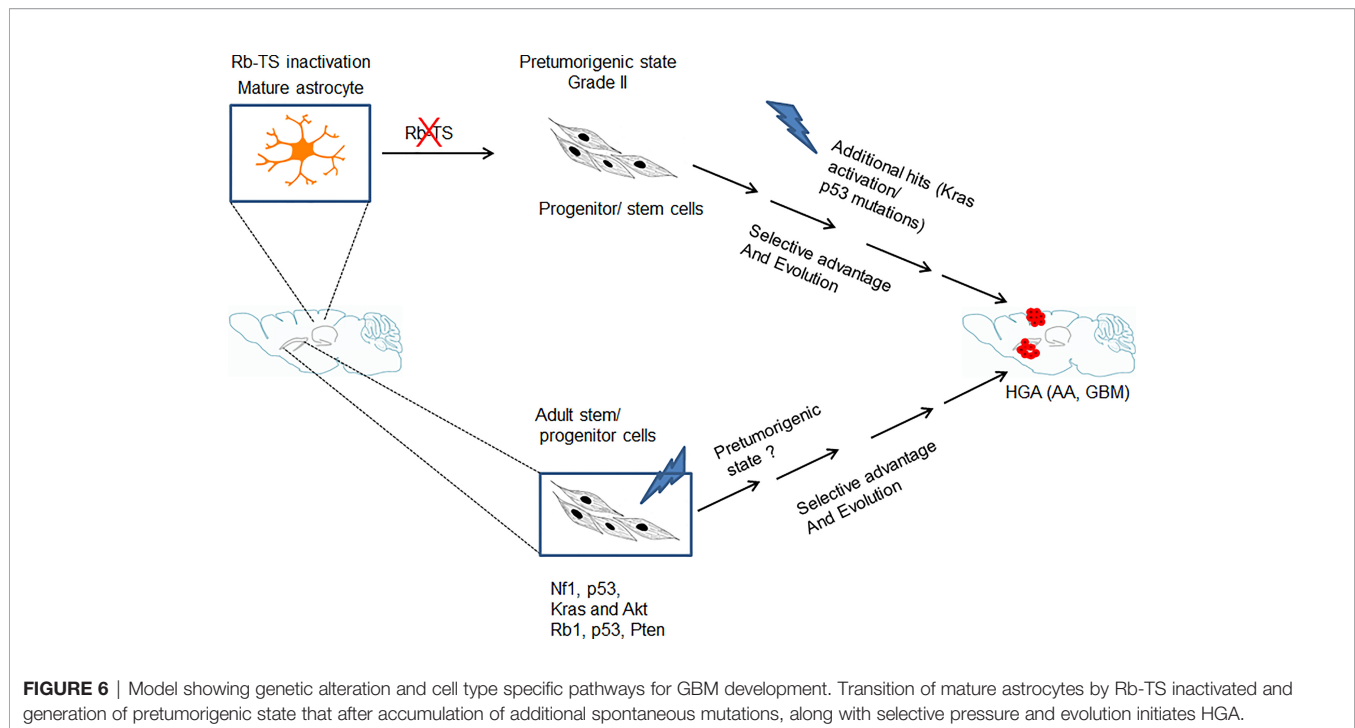 Rb-TS inactivation
Mature astrocyte
Rb-TS
Pretumorigenic state
Grade II
Progenitor/ stem cells
Additional hits (Kras
activation/
p53 mutations)
Selective advantage
And Evolution
HGA (AA, GBM)
Adult stem/
progenitor cells
Pretumorigenic
state ?
Selective advantage
And Evolution
Nf1, p53,
Kras and Akt
Rb1, p53, Pten
FIGURE 6 | Model showing genetic alteration and cell type specific pathways for GBM development. Transition of mature astrocytes by Rb-TS inactivated and
generation of pretumorigenic state that after accumulation of additional spontaneous mutations, along with selective pressure and evolution initiates HGA.